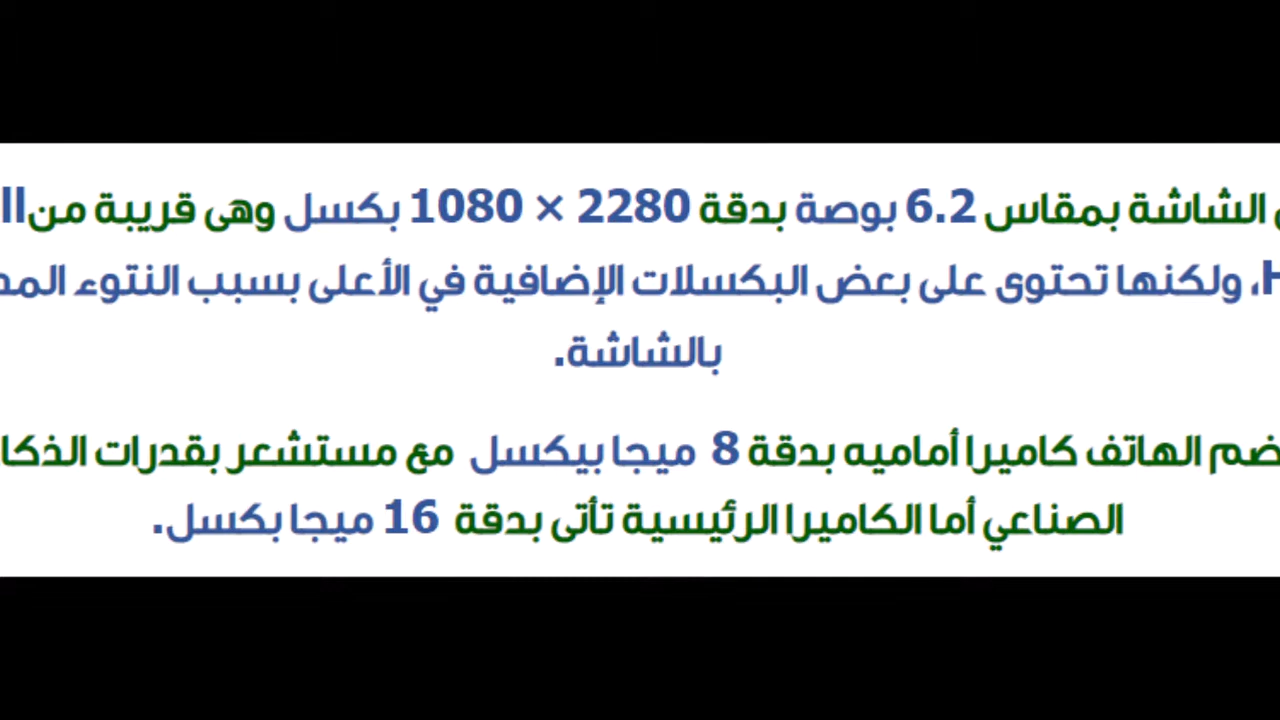 الشاشة بمقاس 6.2 بوصة بدقة 2280 × 1080 بكسل وهى قريبة من
، ولكنها تحتوى على بعض البكسلات الإضافية في الأعلى بسبب النتوء
بالشاشة.
الهاتف كاميرا أماميه بدقة 8 ميجا بيكسل مع مستشعر بقدرات
الصناعي أما الكاميرا الرئيسية تأتى بدقة 16 ميجا بكسل.